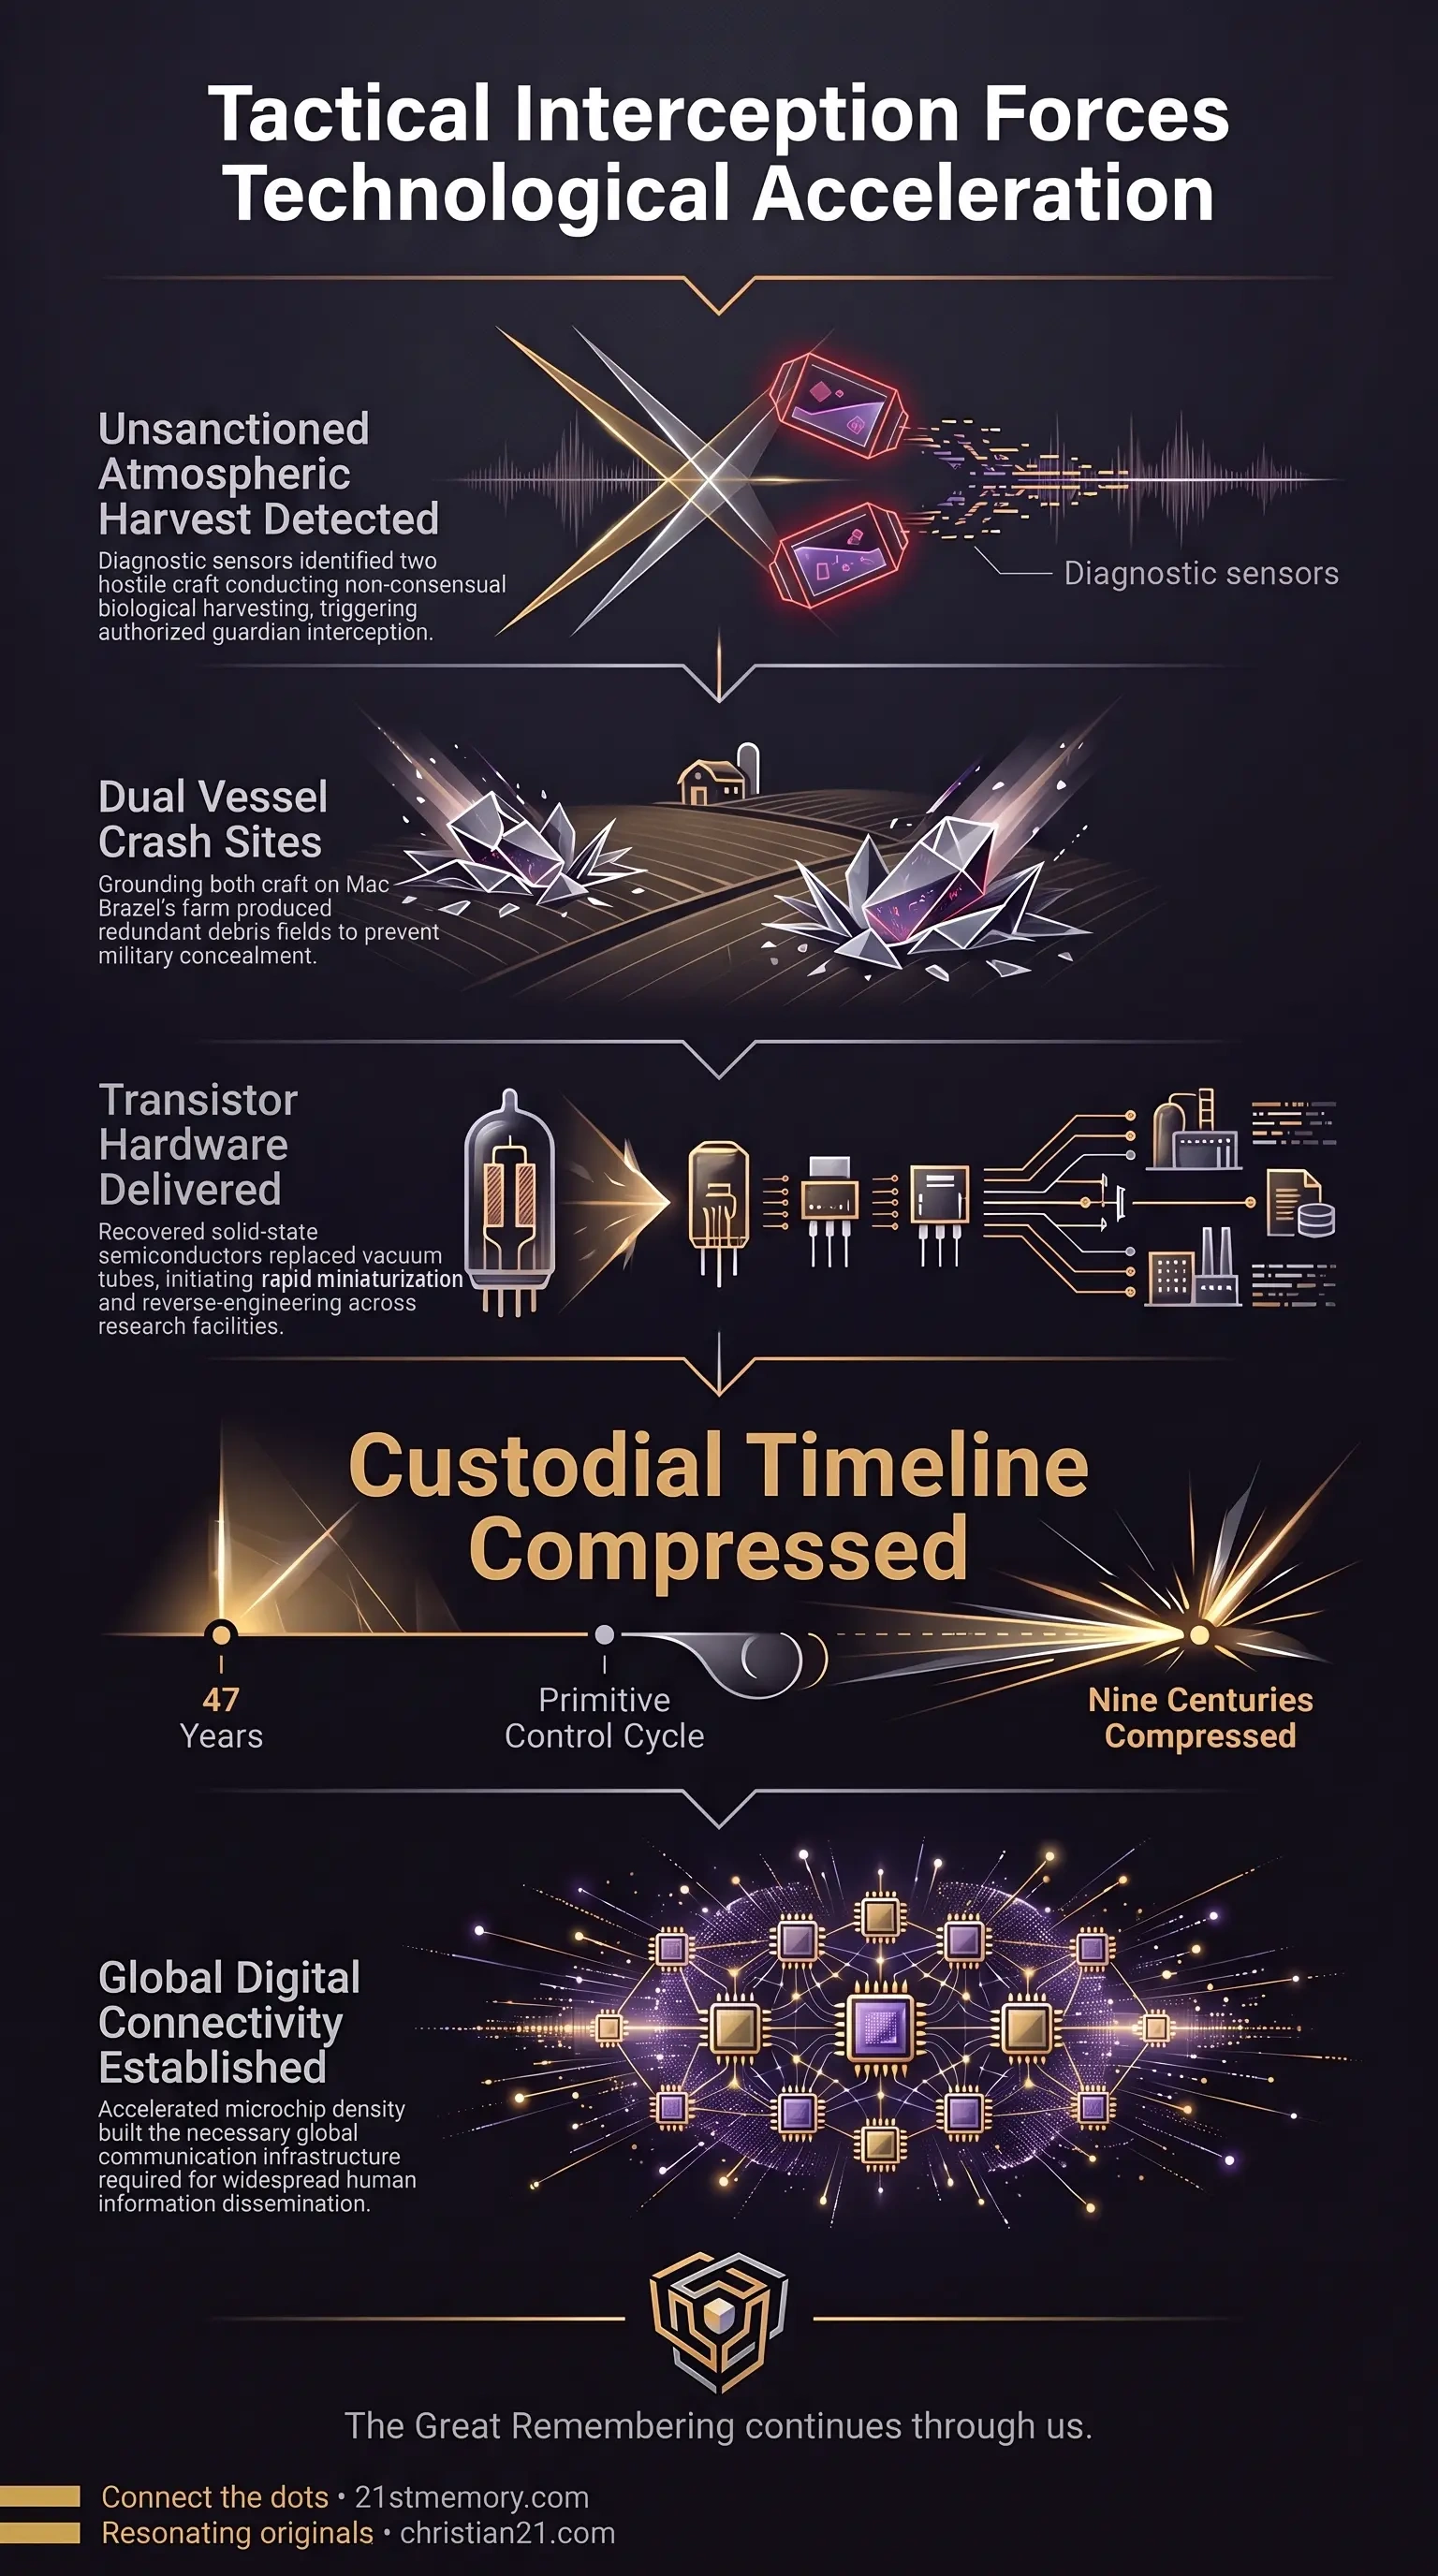 Tactical Interception Forces
Technological Acceleration
Unsanctioned
Atmospheric
Harvest Detected
Diagnostic sensors identified two
hostile craft conducting non-consensual
biological harvesting, triggering
authorized guardian interception.
Diagnostic sensors
Dual Vessel
Crash Sites
Grounding both craft on Mac
Brazel’s farm produced
redundant debris fields to prevent
military concealment.
Transistor
Hardware
Delivered
Recovered solid-state
semiconductors replaced vacuum
tubes, initiating rapid miniaturization
and reverse-engineering across
research facilities.
Custodial Timeline
Compressed
47
Years
Primitive
Control Cycle
Nine Centuries
Compressed
Global Digital
Connectivity
Established
Accelerated microchip density
built the necessary global
communication infrastructure
required for widespread human
information dissemination.
The Great Remembering continues through us.
Connect the dots • 21stmemory.com
Resonating originals • christian21.com